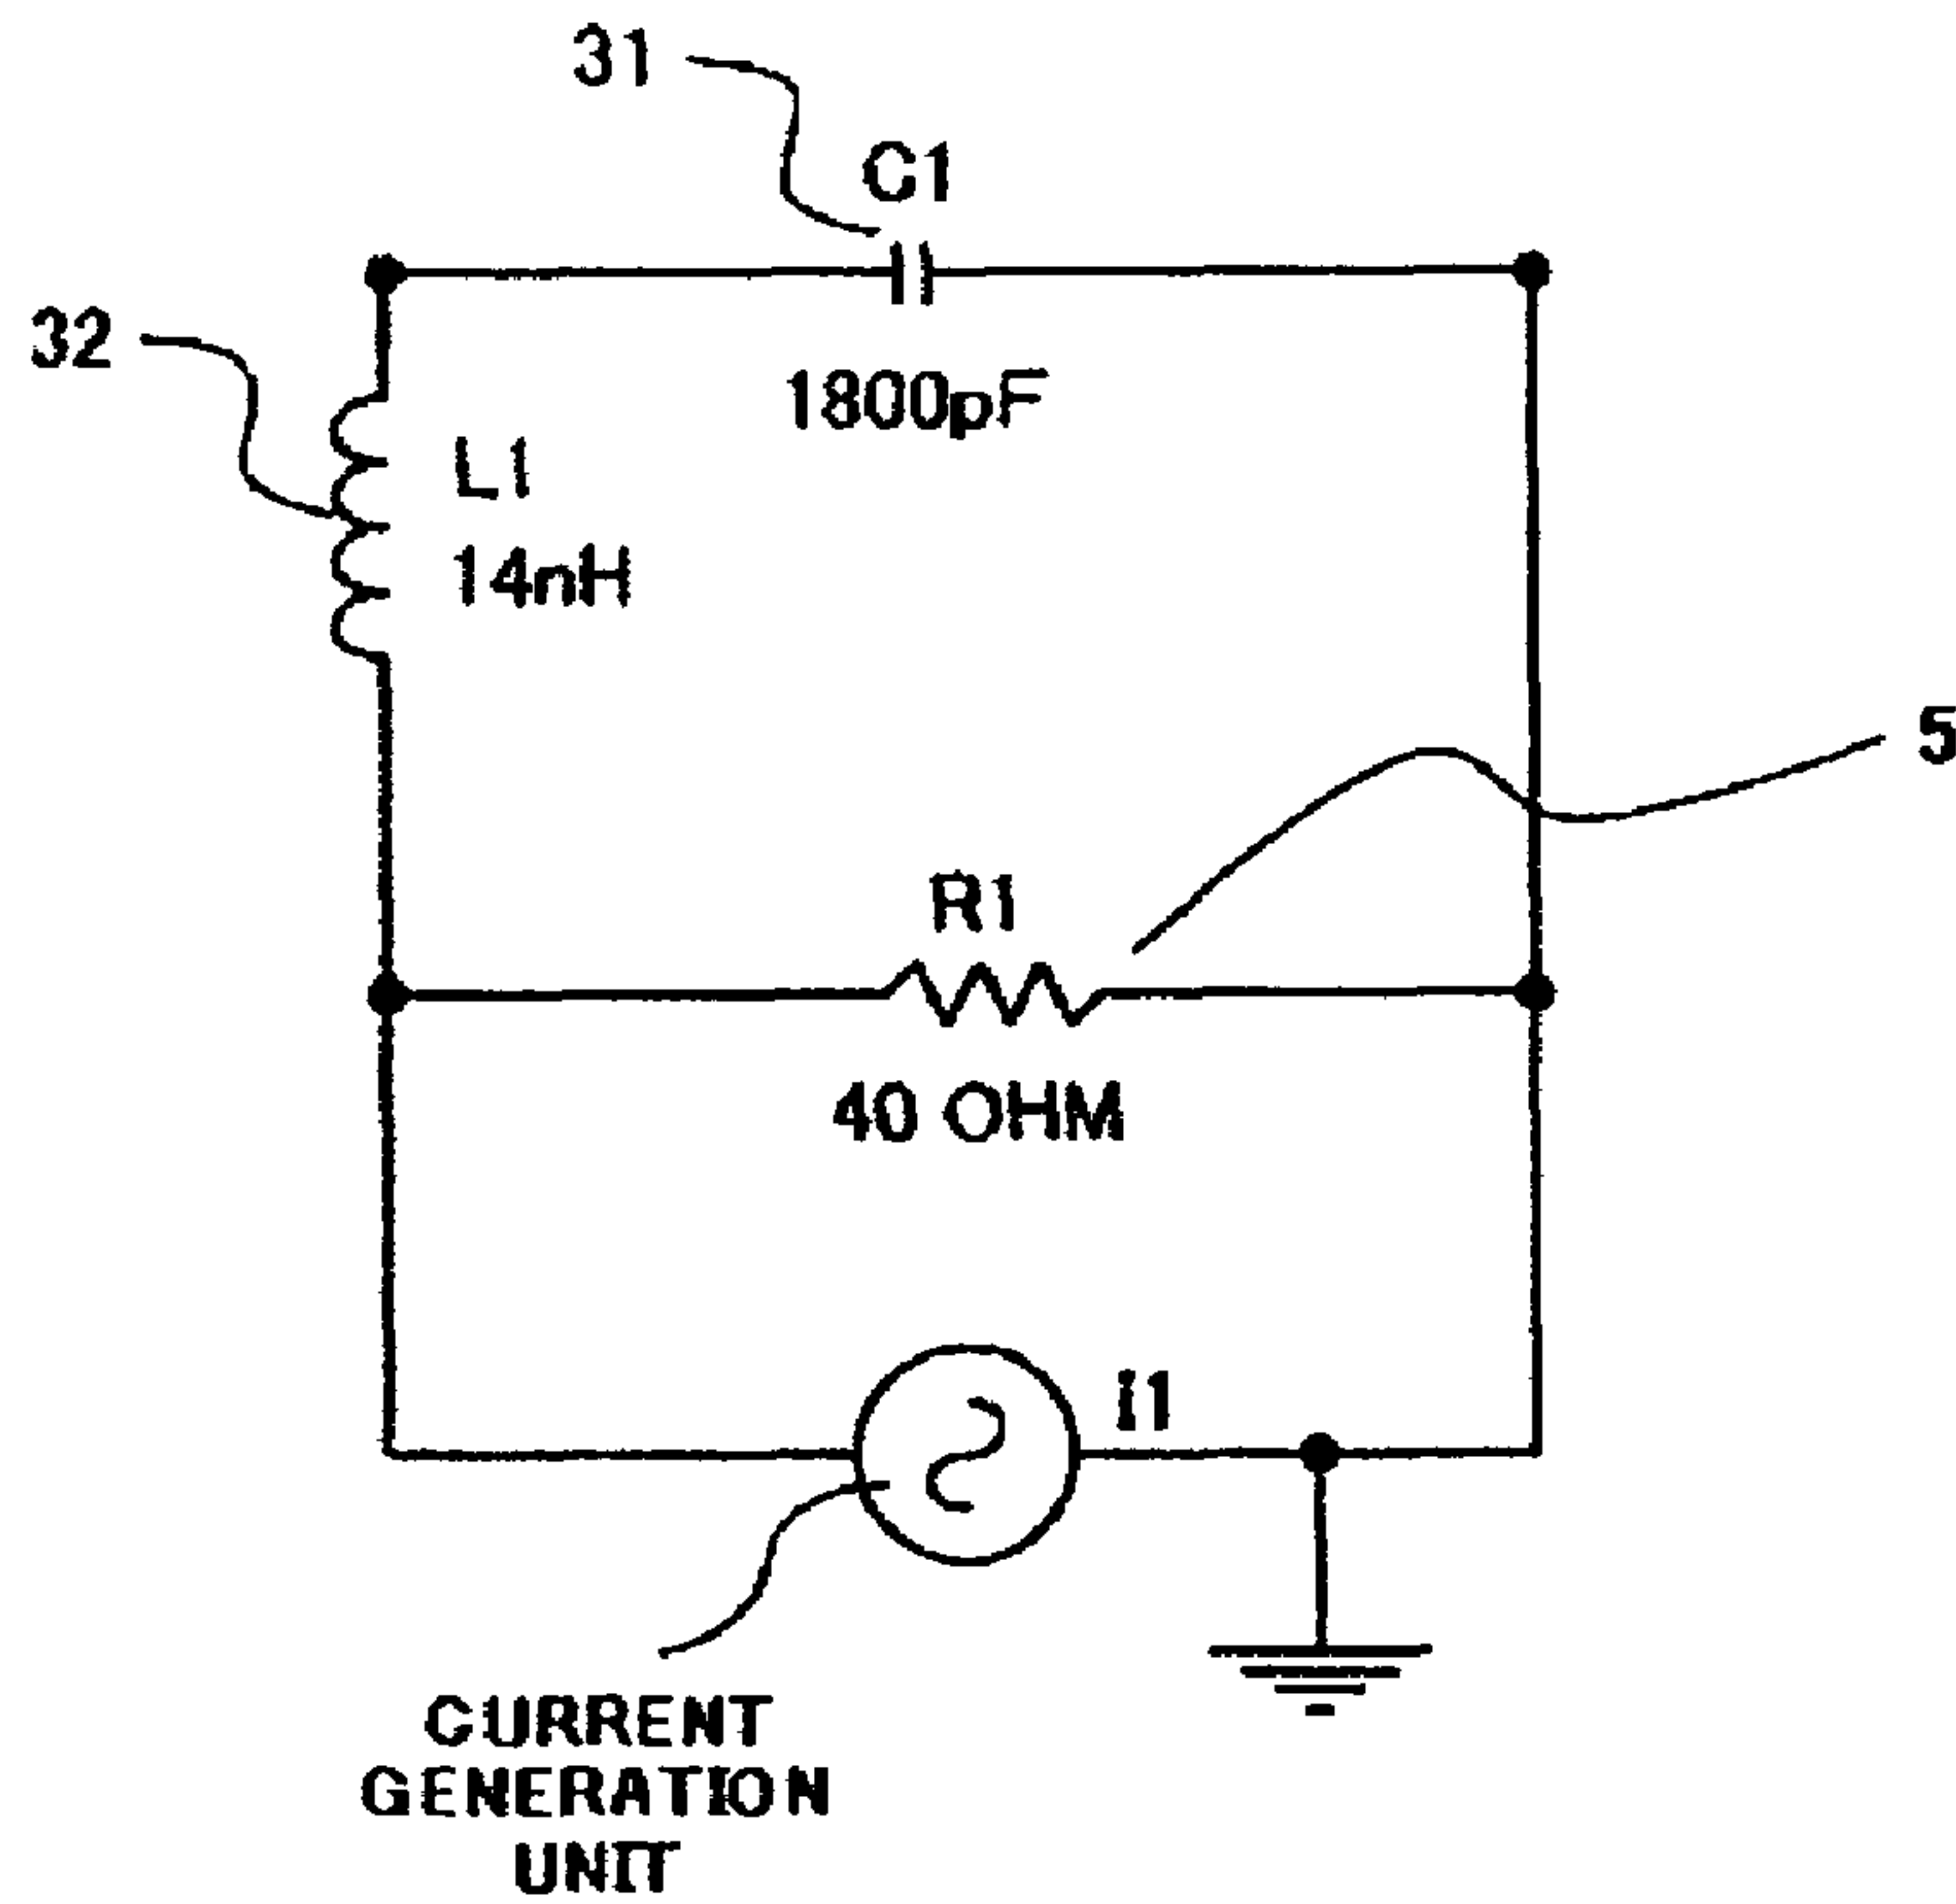 31
C1
32
1800pF
L1
14nH
5
R1
40 OHM
i1
CURRENT
GENERATION
UNIT